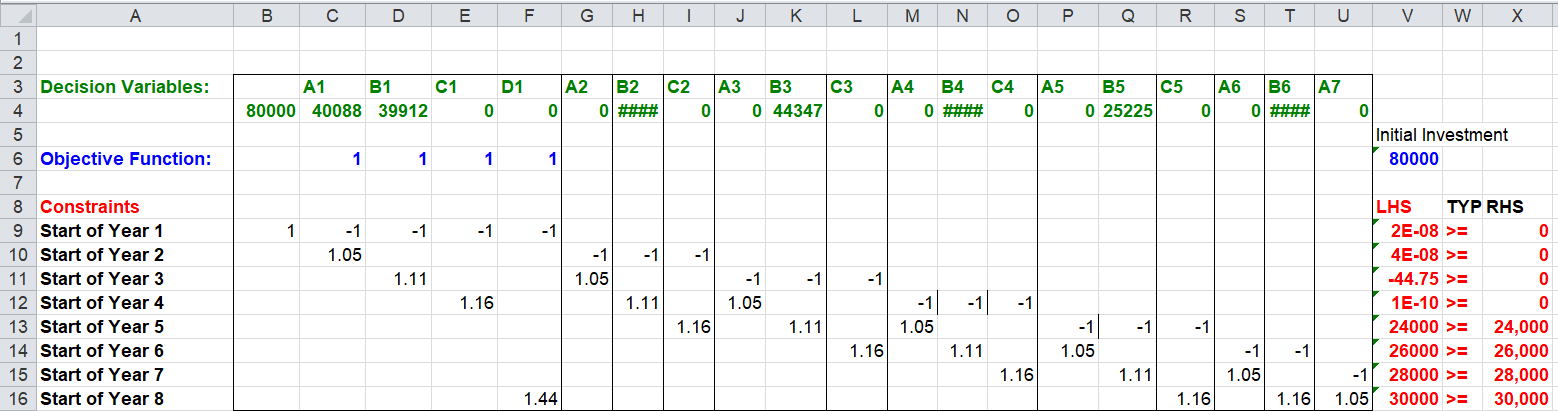 A B C D E F G H I J K L M N O P Q R S T U V W X
1
2
3 Decision Variables: A1 B1 C1 D1 A2 B2 C2 A3 B3 C3 A4 B4 C4 A5 B5 C5 A6 B6 A7
4 80000 40088 39912 0 0 0 #### 0 0 44347 0 0 #### 0 0 25225 0 0 #### 0
5 Initial Investment
6 Objective Function: 1 1 1 1 80000
7
8 Constraints LHS TYP RHS
9 Start of Year 1 1 -1 -1 -1 -1 2E-08 >= 0
10 Start of Year 2 1.05 -1 -1 -1 4E-08 >= 0
11 Start of Year 3 1.11 1.05 -1 -1 -1 -44.75 >= 0
12 Start of Year 4 1.16 1.11 1.05 -1 -1 -1 1E-10 >= 0
13 Start of Year 5 1.16 1.11 1.05 -1 -1 -1 24000 >= 24,000
14 Start of Year 6 1.16 1.11 1.05 -1 -1 26000 >= 26,000
15 Start of Year 7 1.16 1.11 1.05 -1 28000 >= 28,000
16 Start of Year 8 1.44 1.16 1.16 1.05 30000 >= 30,000